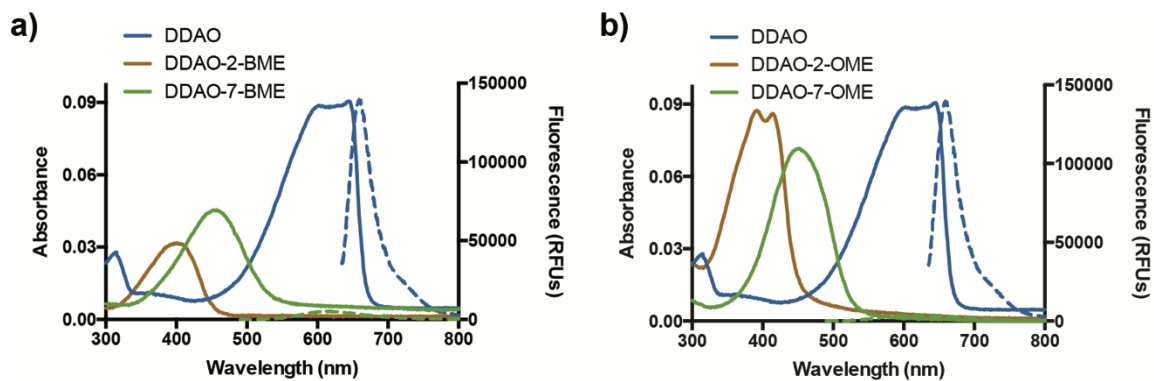 a)
DDAO
DDAO-2-BME
DDAO-7-BME
0.09
0.06
0.03
0.00
Absorbance
150000
100000
50000
0
Fluorescence (RFUs)
300 400 500 600 700 800
Wavelength (nm)
b)
DDAO
DDAO-2-OME
DDAO-7-OME
0.09
0.06
0.03
0.00
Absorbance
150000
100000
50000
0
Fluorescence (RFUs)
300 400 500 600 700 800
Wavelength (nm)